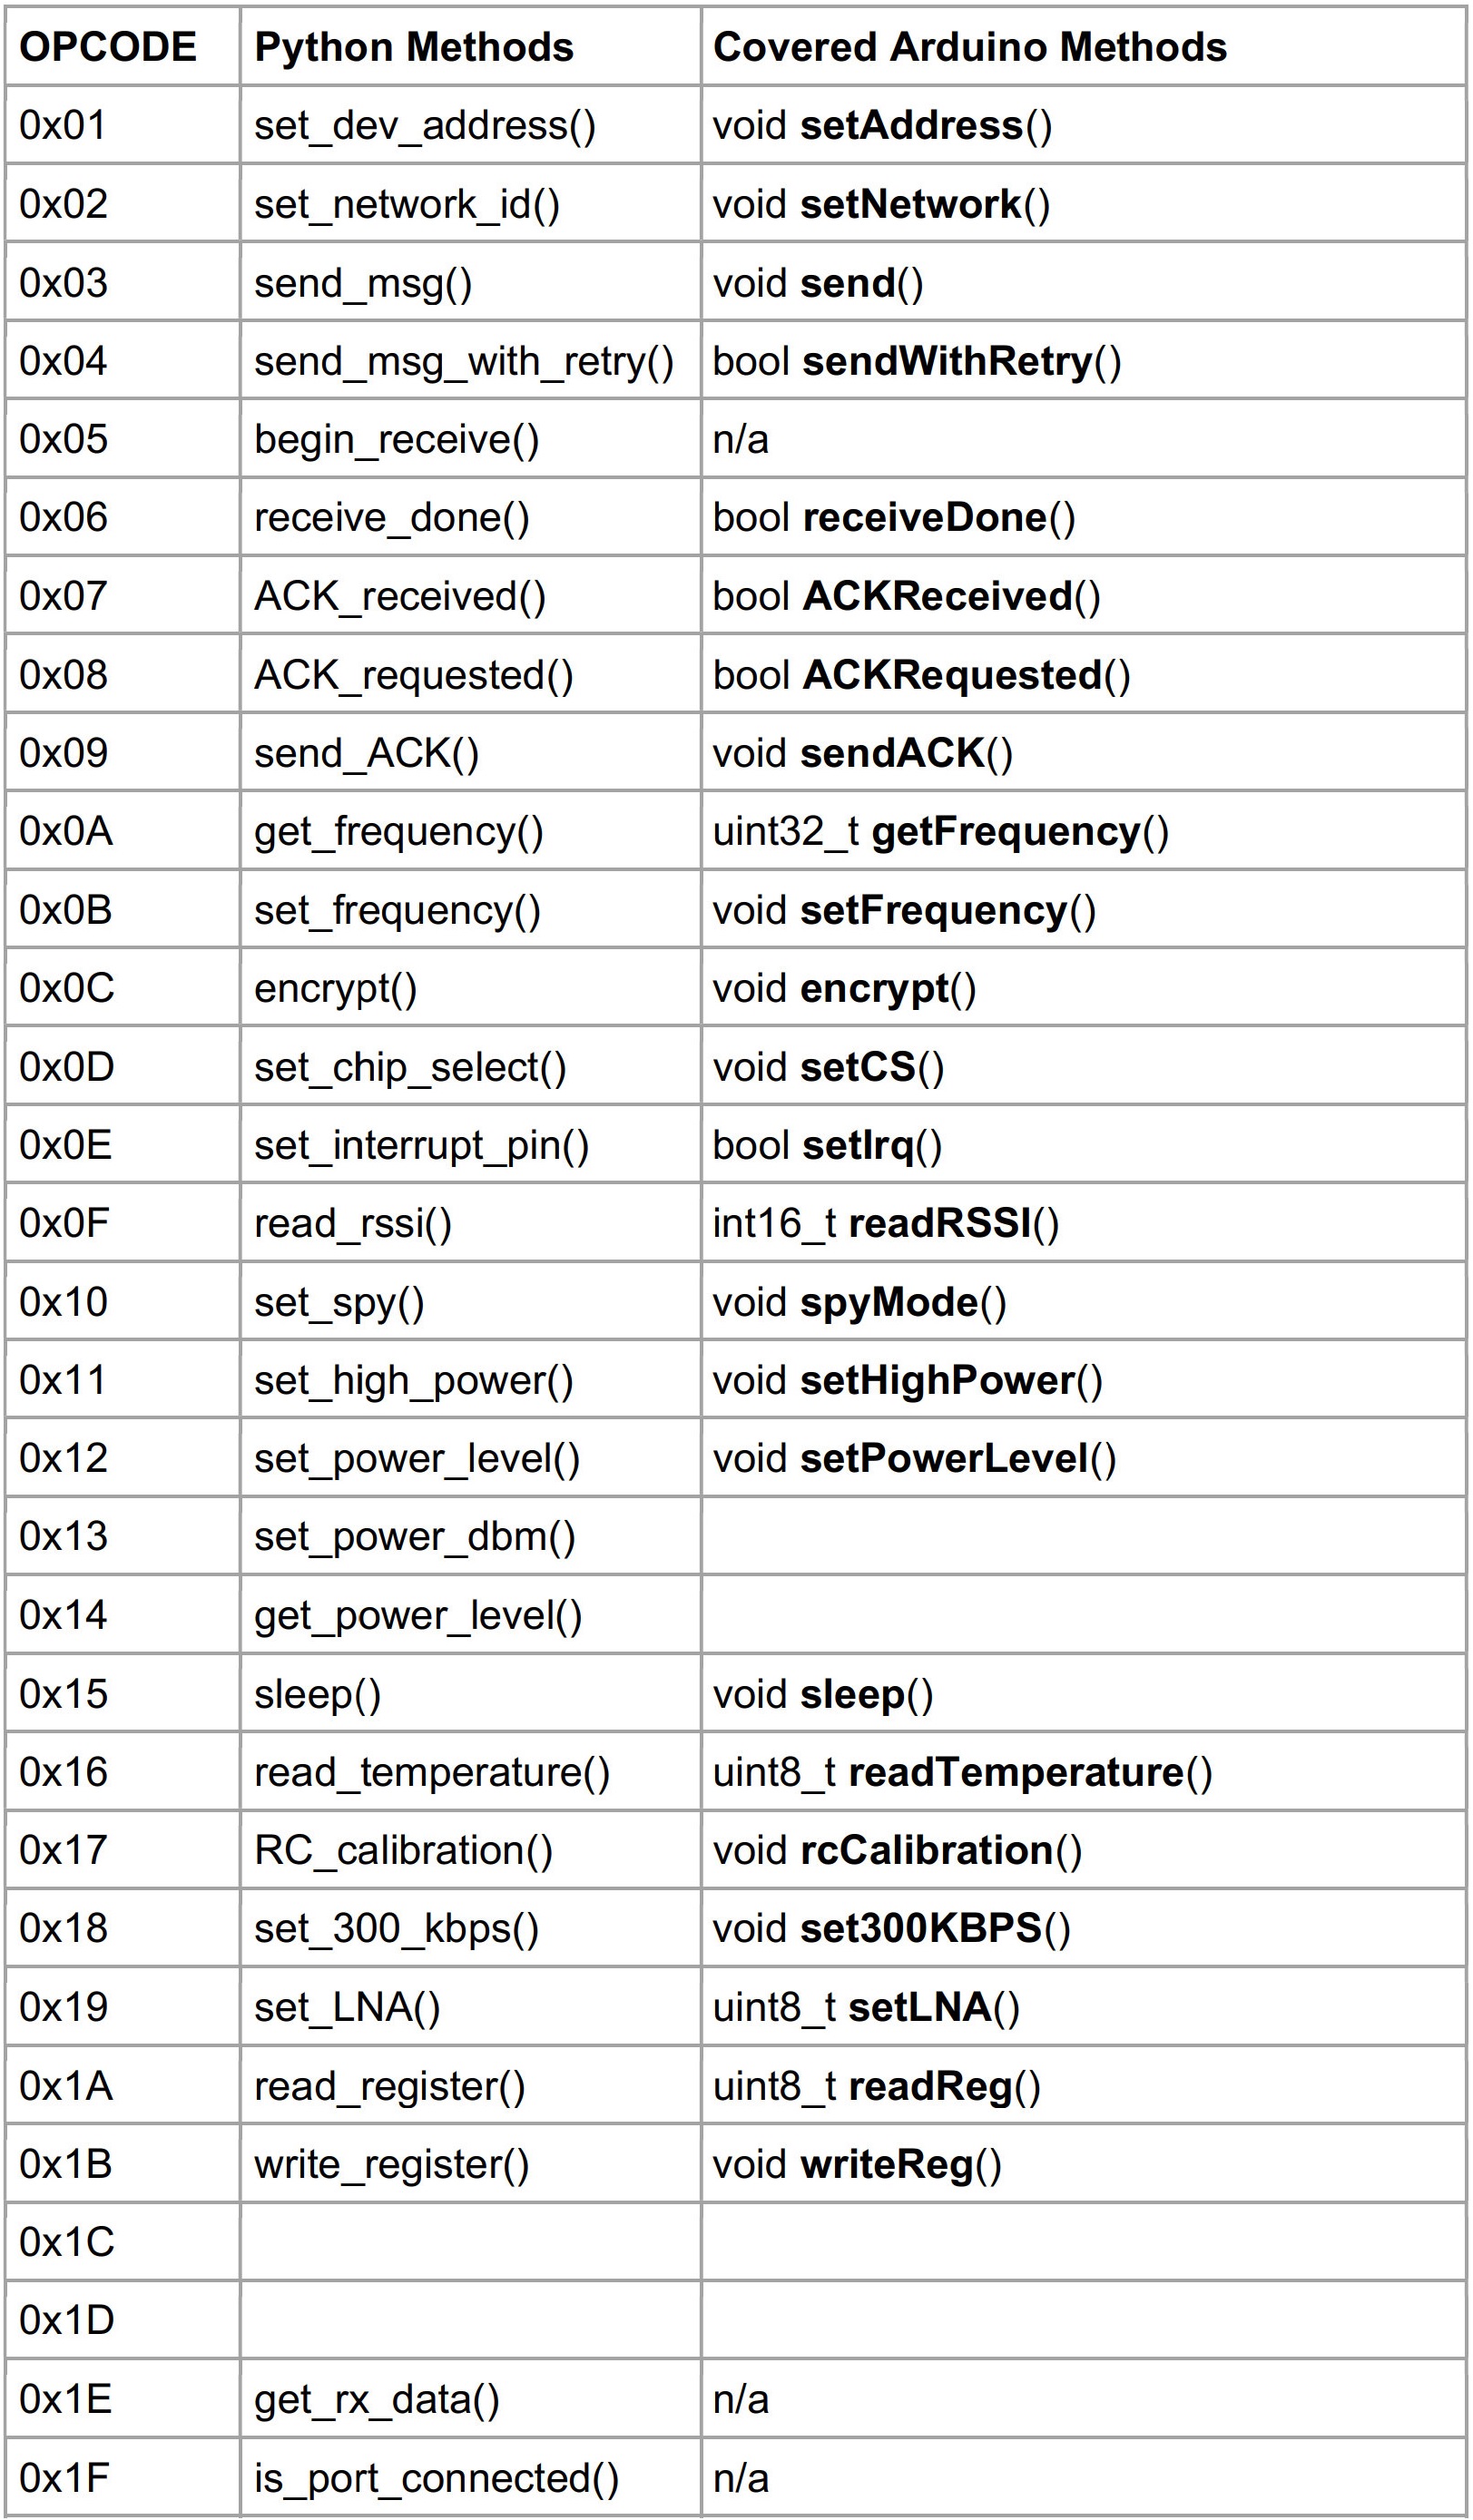 OPCODE Python Methods Covered Arduino Methods
0x01 set_dev_address() void setAddress()
0x02 set_network_id() void setNetwork()
0x03 send_msg() void send()
0x04 send_msg_with_retry() bool sendWithRetry()
0x05 begin_receive() n/a
0x06 receive_done() bool receiveDone()
0x07 ACK_received() bool ACKReceived()
0x08 ACK_requested() bool ACKRequested()
0x09 send_ACK() void sendACK()
0x0A get_frequency() uint32_t getFrequency()
0x0B set_frequency() void setFrequency()
0x0C encrypt() void encrypt()
0x0D set_chip_select() void setCS()
0x0E set_interrupt_pin() bool setIrq()
0x0F read_rssi() int16_t readRSSI()
0x10 set_spy() void spyMode()
0x11 set_high_power() void setHighPower()
0x12 set_power_level() void setPowerLevel()
0x13 set_power_dbm()
0x14 get_power_level()
0x15 sleep() void sleep()
0x16 read_temperature() uint8_t readTemperature()
0x17 RC_calibration() void rcCalibration()
0x18 set_300_kbps() void set300KBPS()
0x19 set_LNA() uint8_t setLNA()
0x1A read_register() uint8_t readReg()
0x1B write_register() void writeReg()
0x1C
0x1D
0x1E get_rx_data() n/a
0x1F is_port_connected() n/a